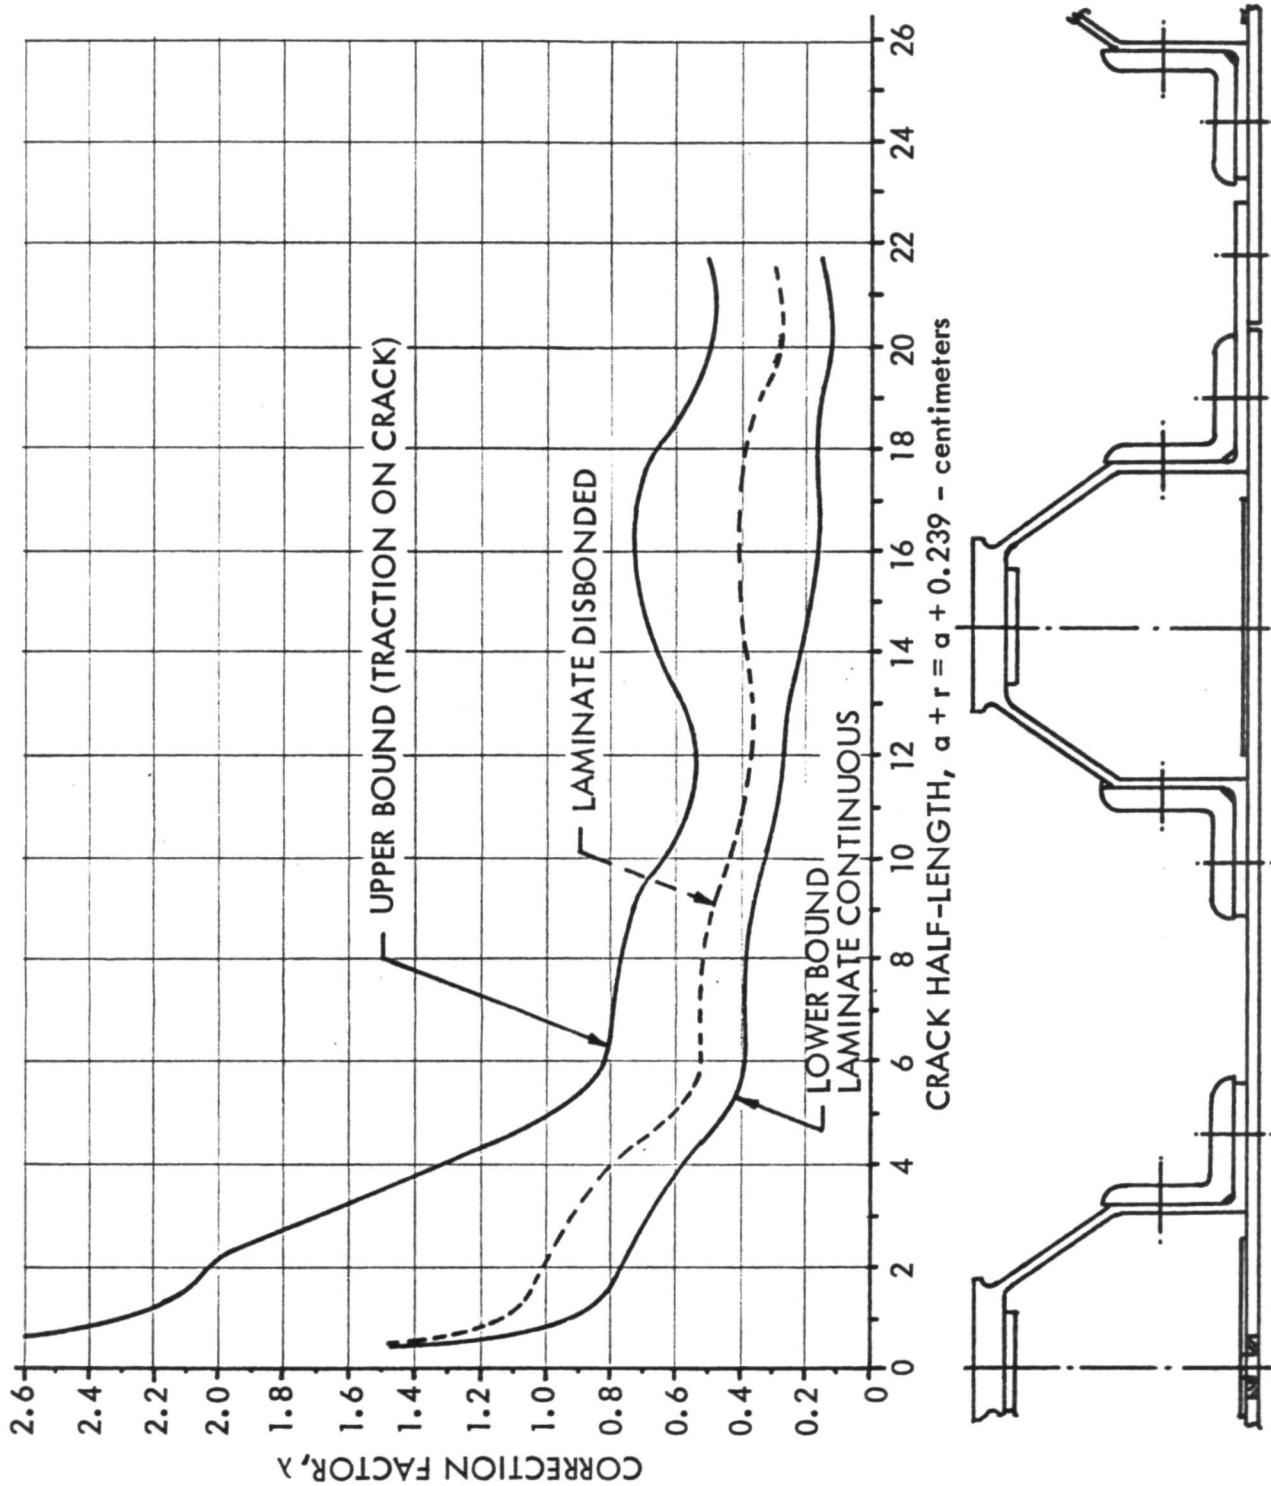 CORRECTION FACTOR, λ
2.6
2.4
2.2
2.0
1.8
1.6
1.4
1.2
1.0
0.8
0.6
0.4
0.2
0
UPPER BOUND (TRACTION ON CRACK)
LAMINATE DISBONDED
LOWER BOUND
LAMINATE CONTINUOUS
0 2 4 6 8 10 12 14 16 18 20 22 24 26
CRACK HALF-LENGTH, a + r = a + 0.239 - centimeters